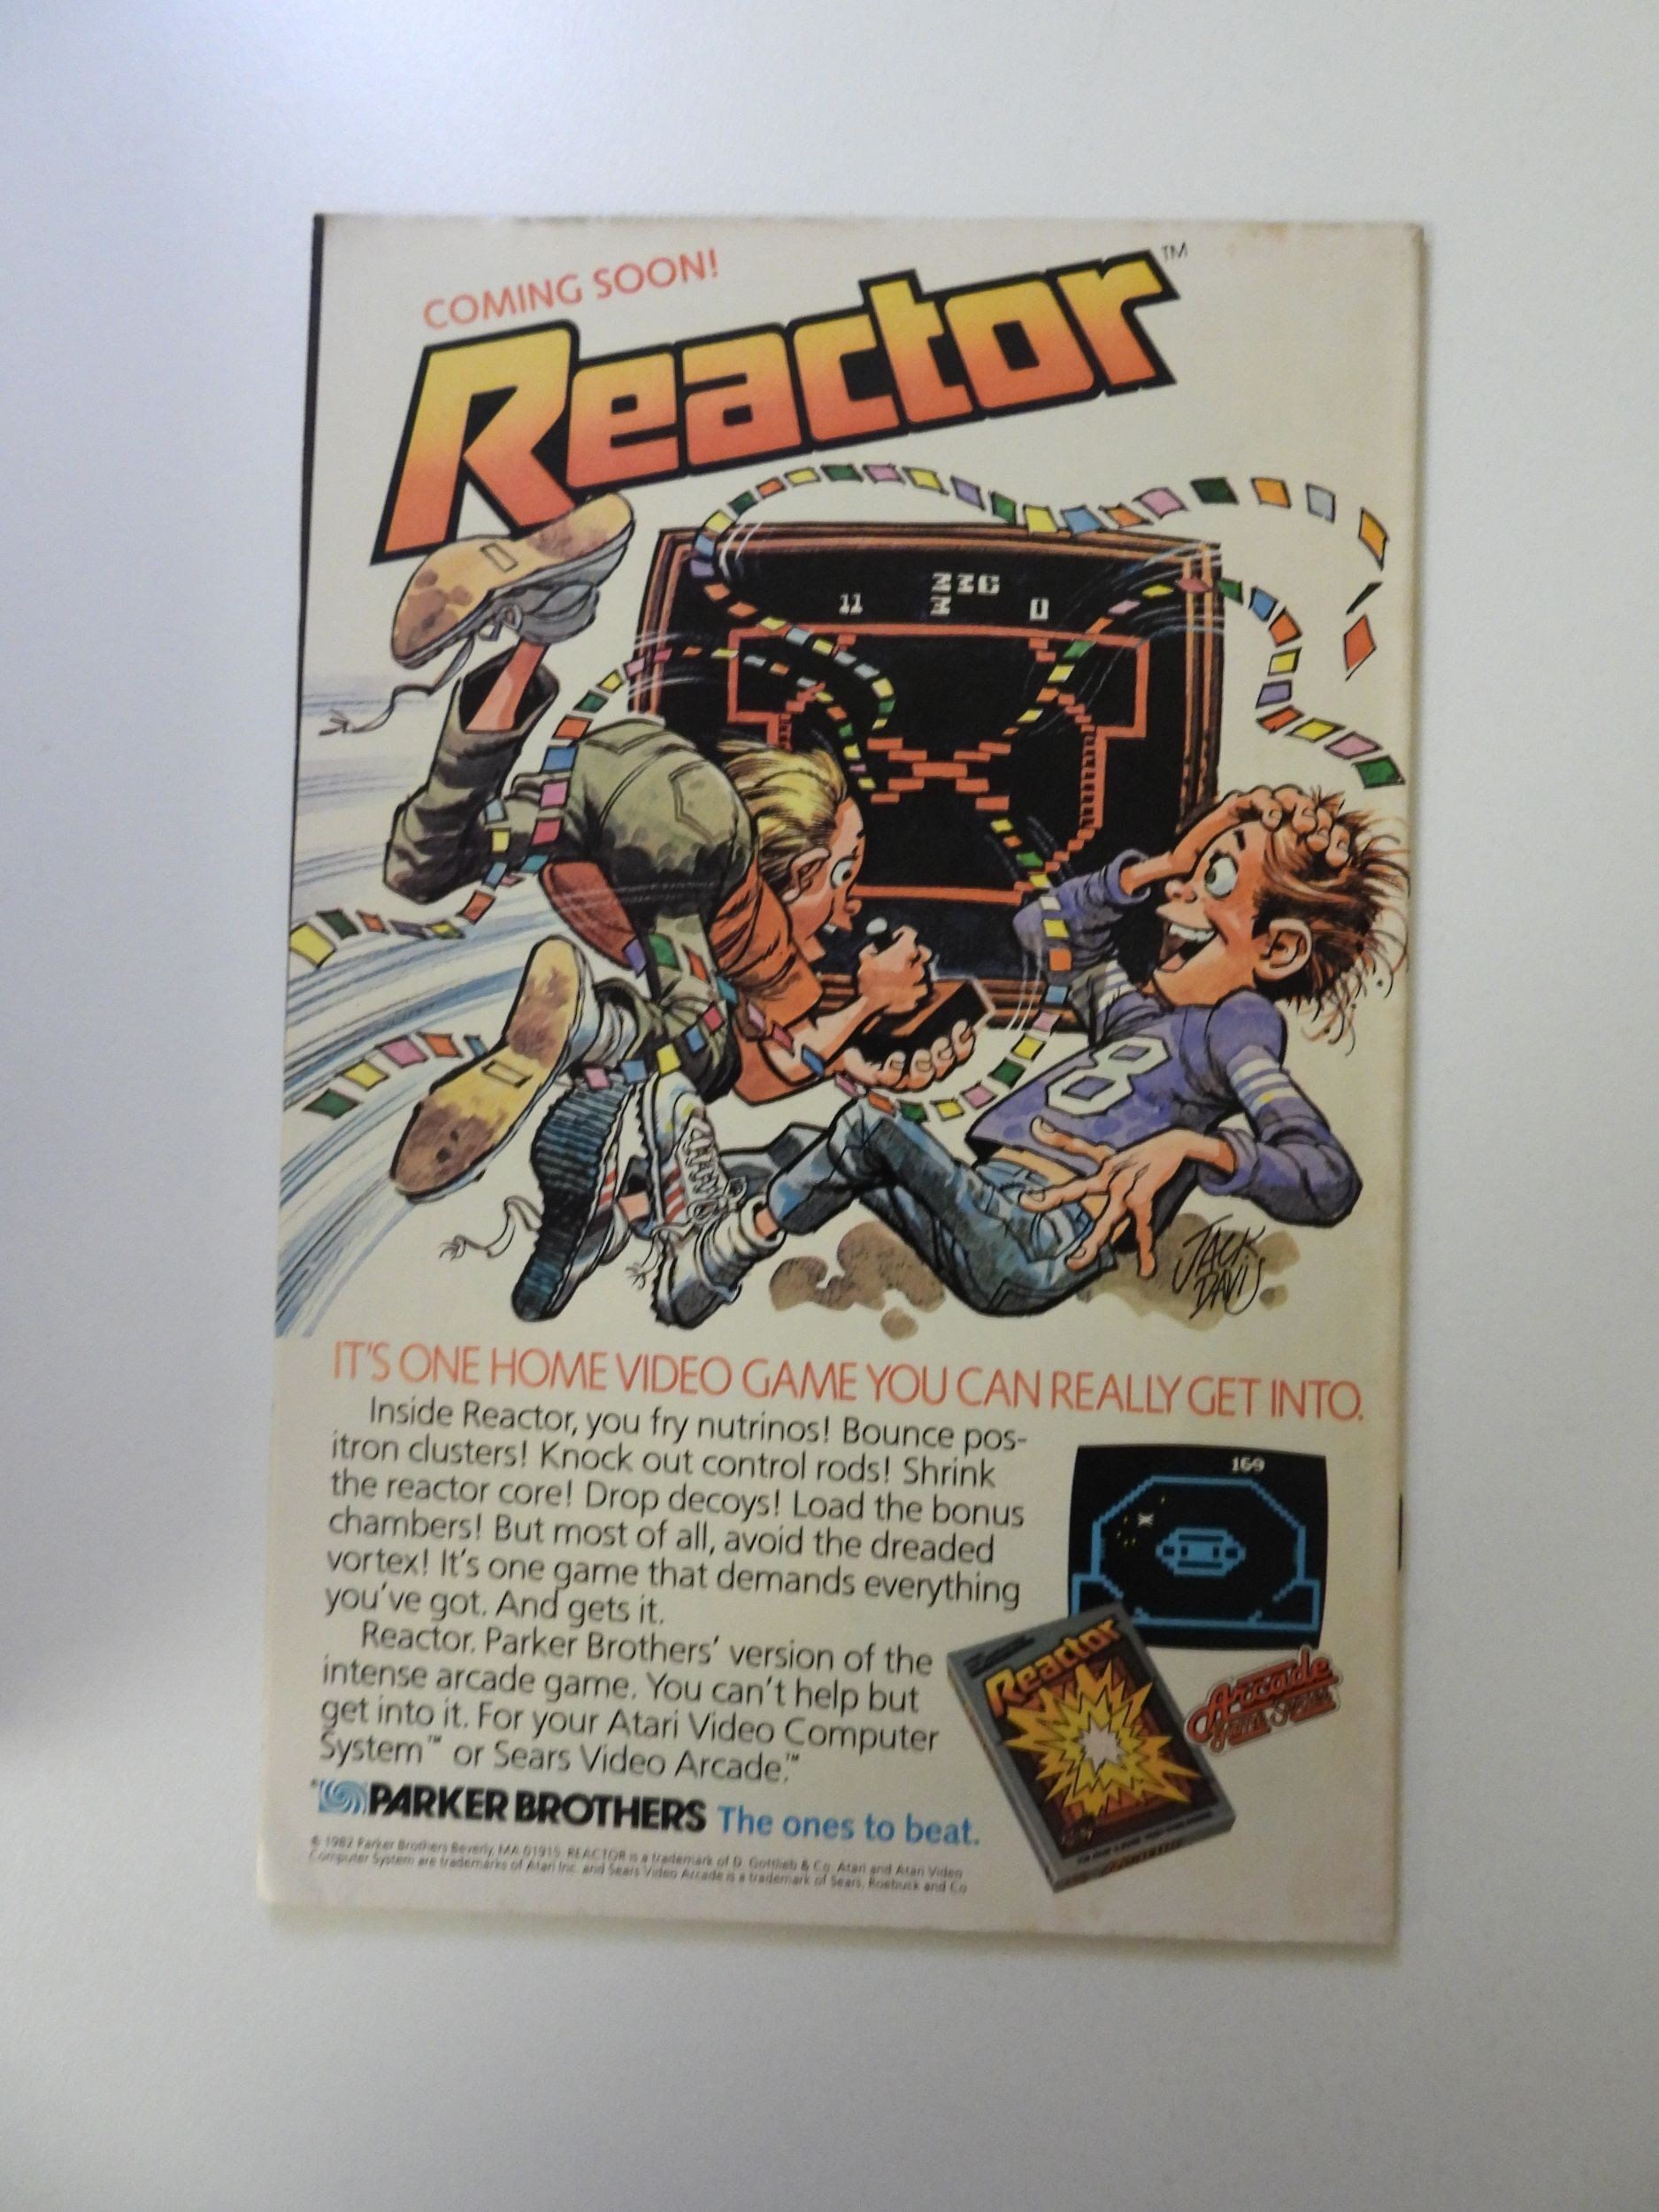 COMING SOON!
Reactor™
11
0
8
JACK
DAVIS
IT'S ONE HOME VIDEO GAME YOU CAN REALLY GET INTO.
Inside Reactor, you fry nutrinos! Bounce pos-
itron clusters! Knock out control rods! Shrink
the reactor core! Drop decoys! Load the bonus
chambers! But most of all, avoid the dreaded
vortex! It's one game that demands everything
you've got. And gets it.
Reactor. Parker Brothers' version of the
intense arcade game. You can't help but
get into it. For your Atari Video Computer
System™ or Sears Video Arcade.™
169
Reactor
Arcade
Game Series
®PARKER BROTHERS The ones to beat.
© 1982 Parker Brothers Beverly, MA 01915. REACTOR is a trademark of D. Gottlieb & Co. Atari and Atari Video
Computer System are trademarks of Atari Inc. and Sears Video Arcade is a trademark of Sears, Roebuck and Co